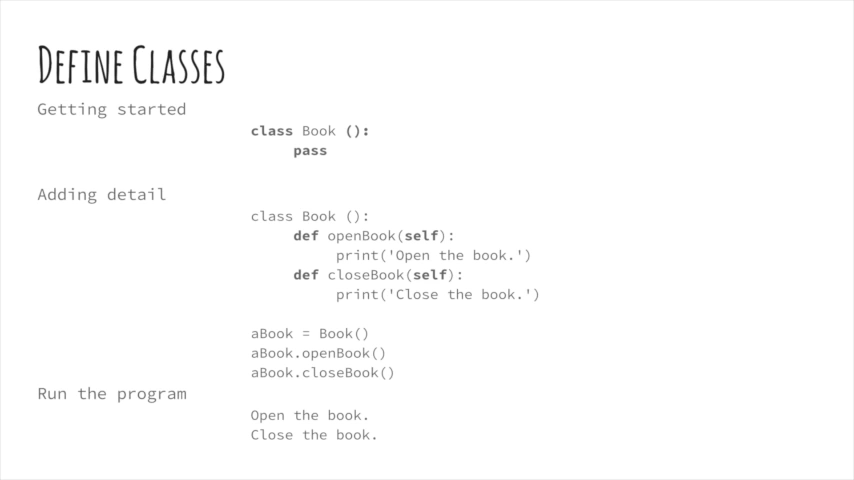 DEFINE CLASSES
Getting started
class Book ():
pass
Adding detail
class Book ():
def openBook(self):
print('Open the book.')
def closeBook(self):
print('Close the book.')
aBook = Book()
aBook.openBook()
aBook.closeBook()
Run the program
Open the book.
Close the book.